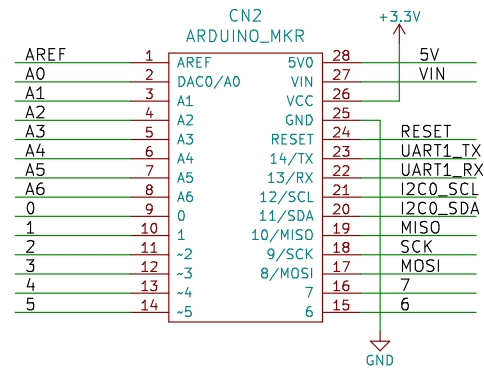 CN2
ARDUINO_MKR
+3.3V
AREF 1 AREF 5V0 28 5V
A0 2 DAC0/A0 VIN 27 VIN
A1 3 A1 VCC 26
A2 4 A2 GND 25
A3 5 A3 RESET 24 RESET
A4 6 A4 14/TX 23 UART1_TX
A5 7 A5 13/RX 22 UART1_RX
A6 8 A6 12/SCL 21 I2C0_SCL
0 9 0 11/SDA 20 I2C0_SDA
1 10 1 10/MISO 19 MISO
2 11 ~2 9/SCK 18 SCK
3 12 ~3 8/MOSI 17 MOSI
4 13 ~4 7 16 7
5 14 ~5 6 15 6
GND